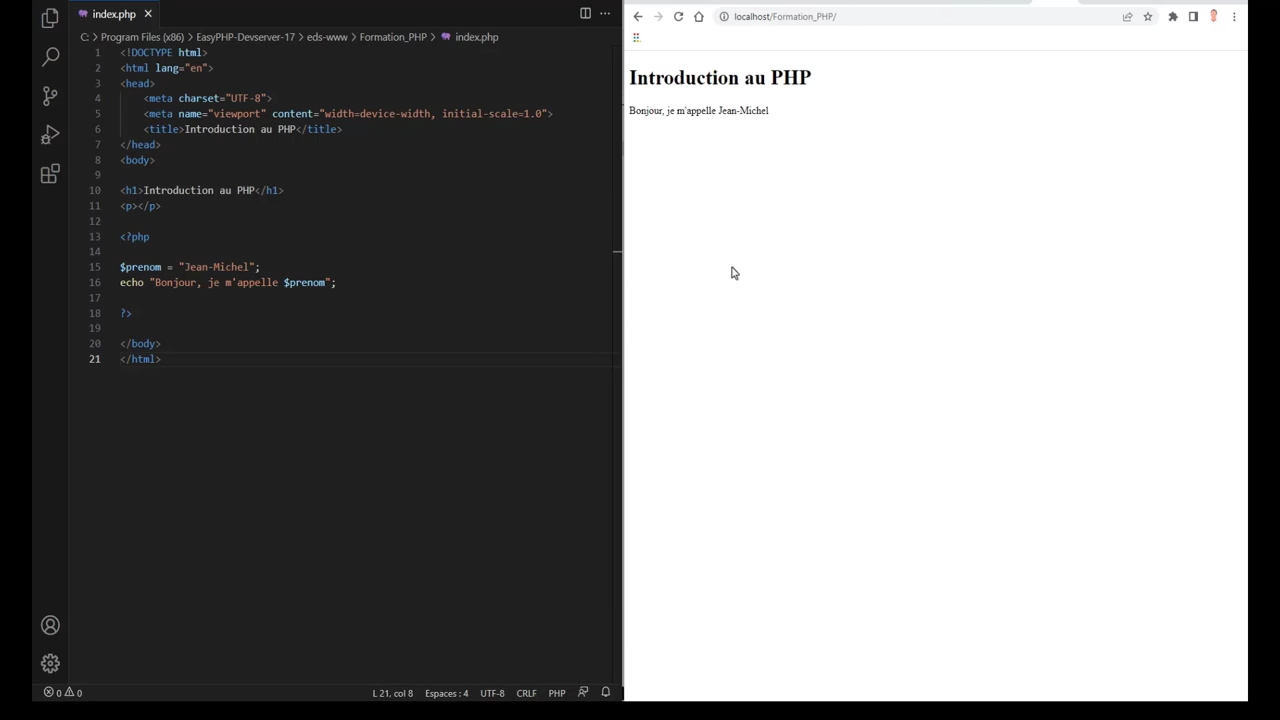 index.php
C: > Program Files (x86) > EasyPHP-Devserver-17 > eds-www > Formation_PHP > index.php
1 <!DOCTYPE html>
2 <html lang="en">
3 <head>
4 <meta charset="UTF-8">
5 <meta name="viewport" content="width=device-width, initial-scale=1.0">
6 <title>Introduction au PHP</title>
7 </head>
8 <body>
9
10 <h1>Introduction au PHP</h1>
11 <p></p>
12
13 <?php
14
15 $prenom = "Jean-Michel";
16 echo "Bonjour, je m'appelle $prenom";
17
18 ?>
19
20 </body>
21 </html>
0 0
L 21, col 8 Espaces : 4 UTF-8 CRLF PHP
localhost/Formation_PHP/
Introduction au PHP
Bonjour, je m'appelle Jean-Michel